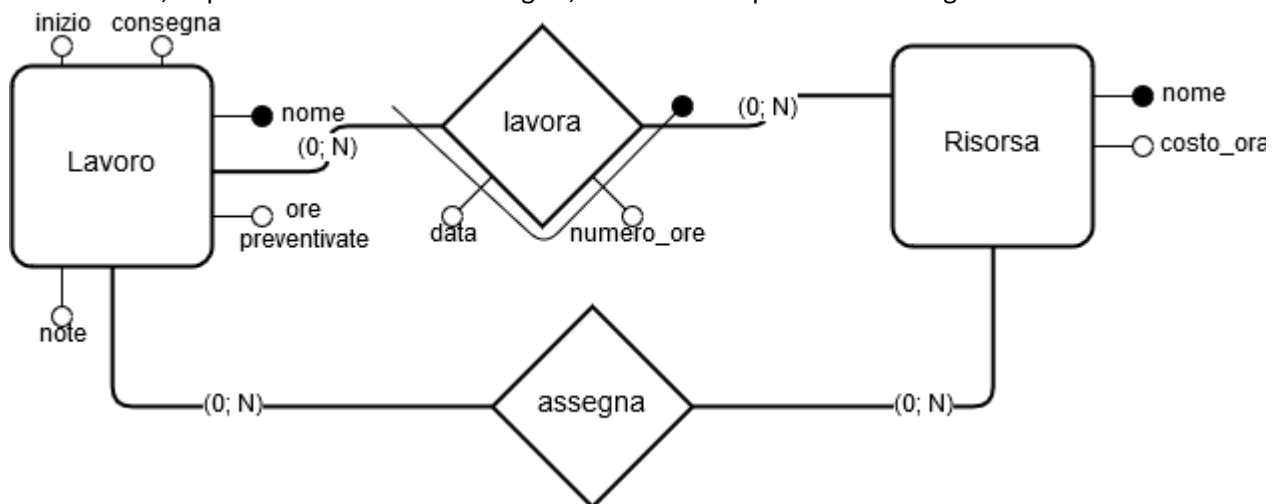 inizio consegna
nome
(0; N)
Lavoro
ore
preventivate
note
lavora
data
numero_ore
(0; N)
Risorsa
nome
costo_ora
(0; N)
assegna
(0; N)